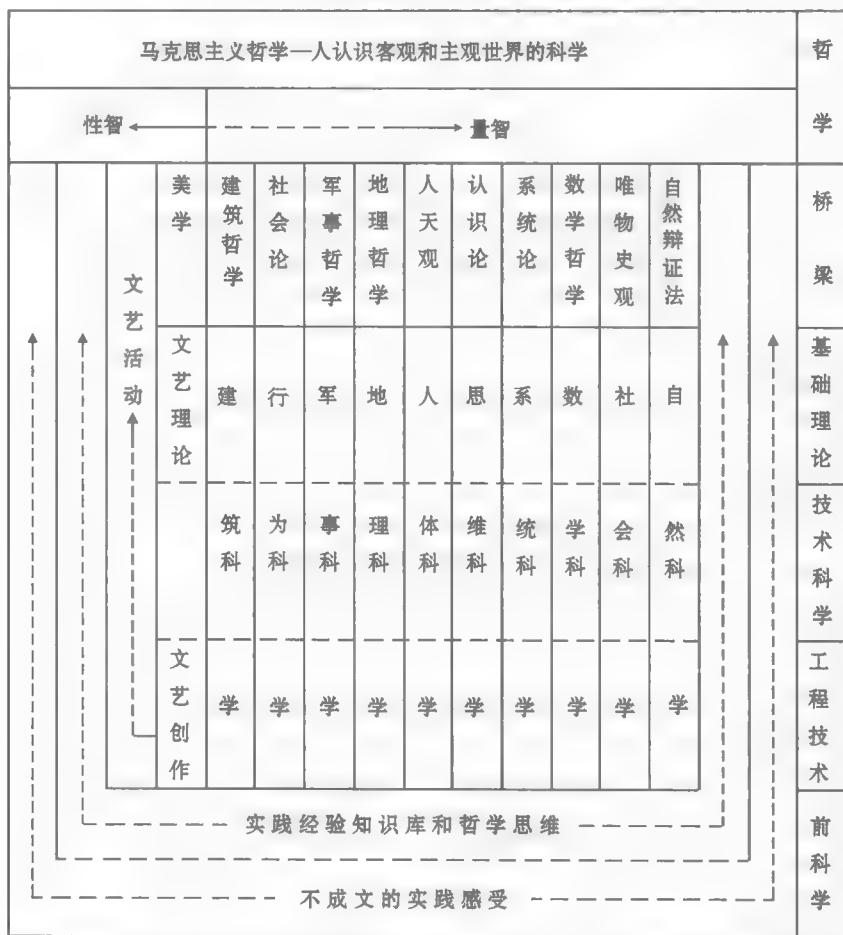 马克思主义哲学—人认识客观和主观世界的科学
哲学
性智
量智
桥梁
美学
建筑哲学
社会论
军事哲学
地理哲学
人天观
认识论
系统论
数学哲学
唯物史观
自然辩证法
文艺活动
文艺理论
文艺创作
建筑科学
行为科学
军事科学
地理科学
人体科学
思维科学
系统科学
数学科学
社会科学
自然科学
基础理论
技术科学
工程技术
实践经验知识库和哲学思维
不成文的实践感受
前科学